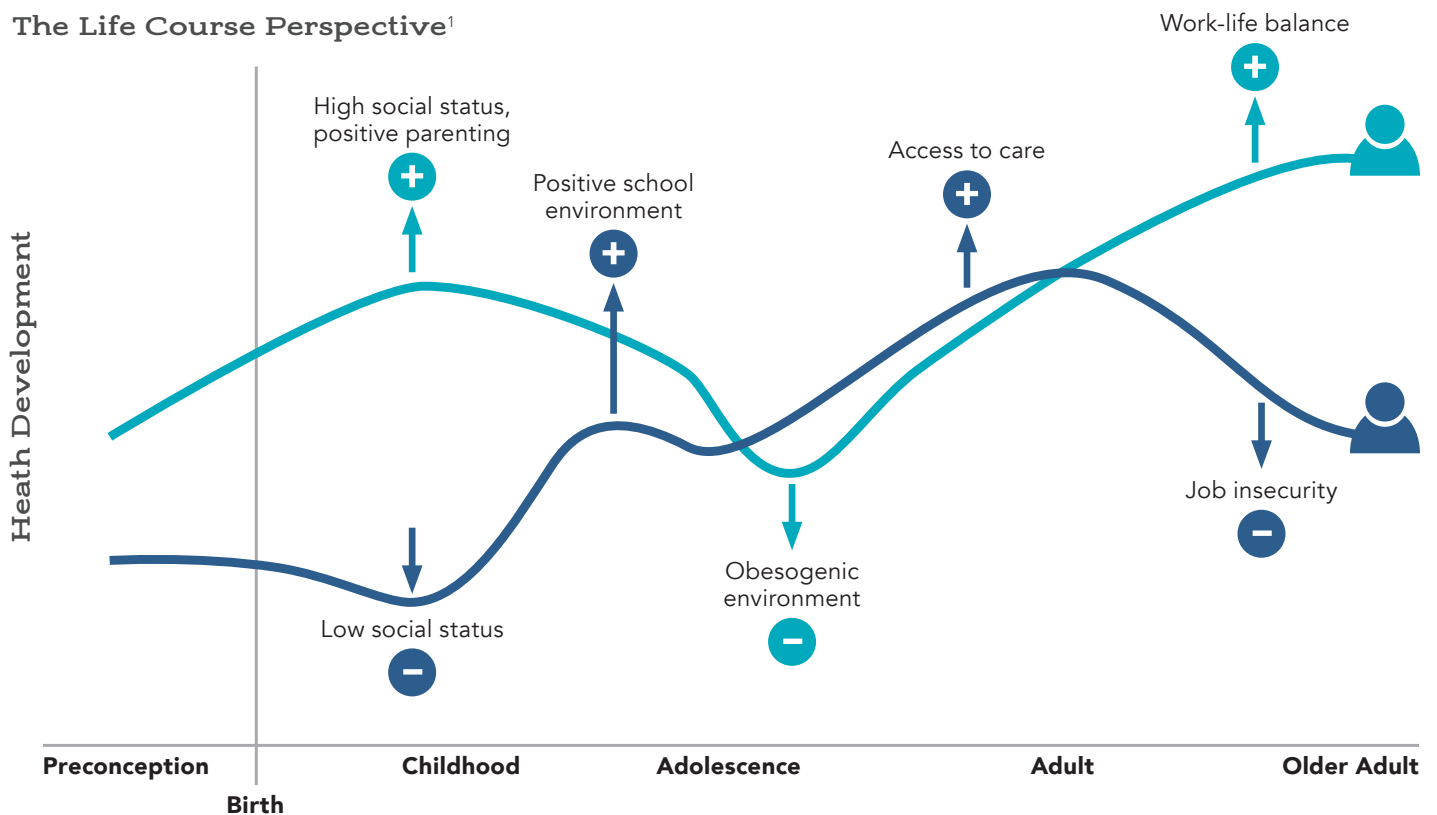 The Life Course Perspective¹
Work-life balance
+
High social status,
positive parenting
+
Access to care
+
Positive school
environment
+
Heath Development
Job insecurity
−
Obesogenic
environment
−
Low social status
−
Preconception
Childhood
Adolescence
Adult
Older Adult
Birth